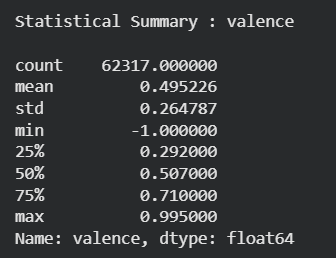 Statistical Summary : valence
count 62317.000000
mean 0.495226
std 0.264787
min -1.000000
25% 0.292000
50% 0.507000
75% 0.710000
max 0.995000
Name: valence, dtype: float64